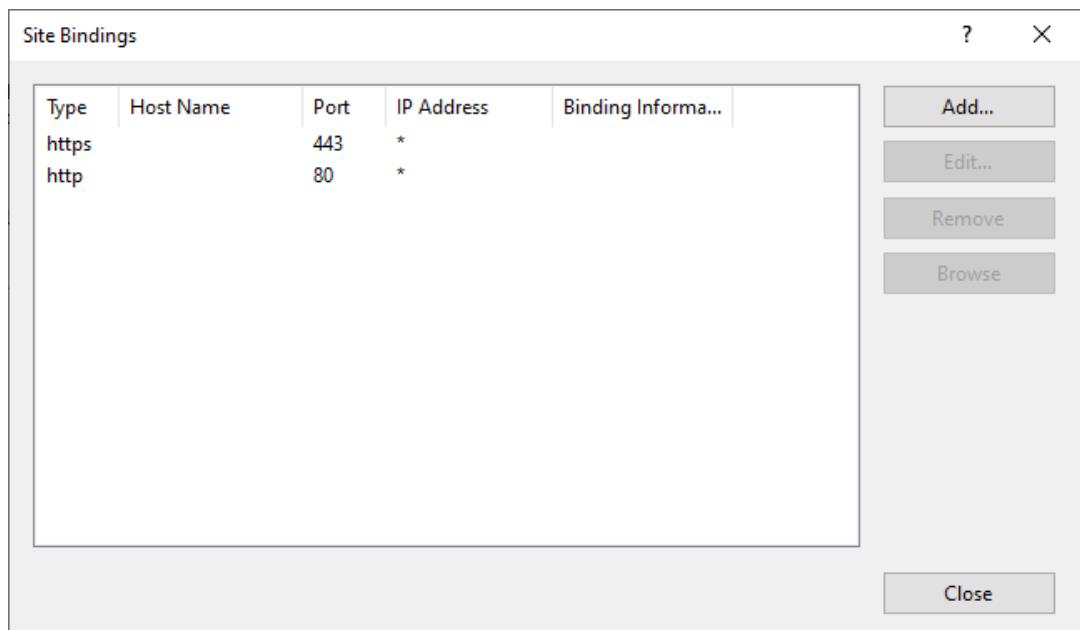 Site Bindings ?
Type Host Name Port IP Address Binding Informa...
https 443 *
http 80 *
Add...
Edit...
Remove
Browse
Close